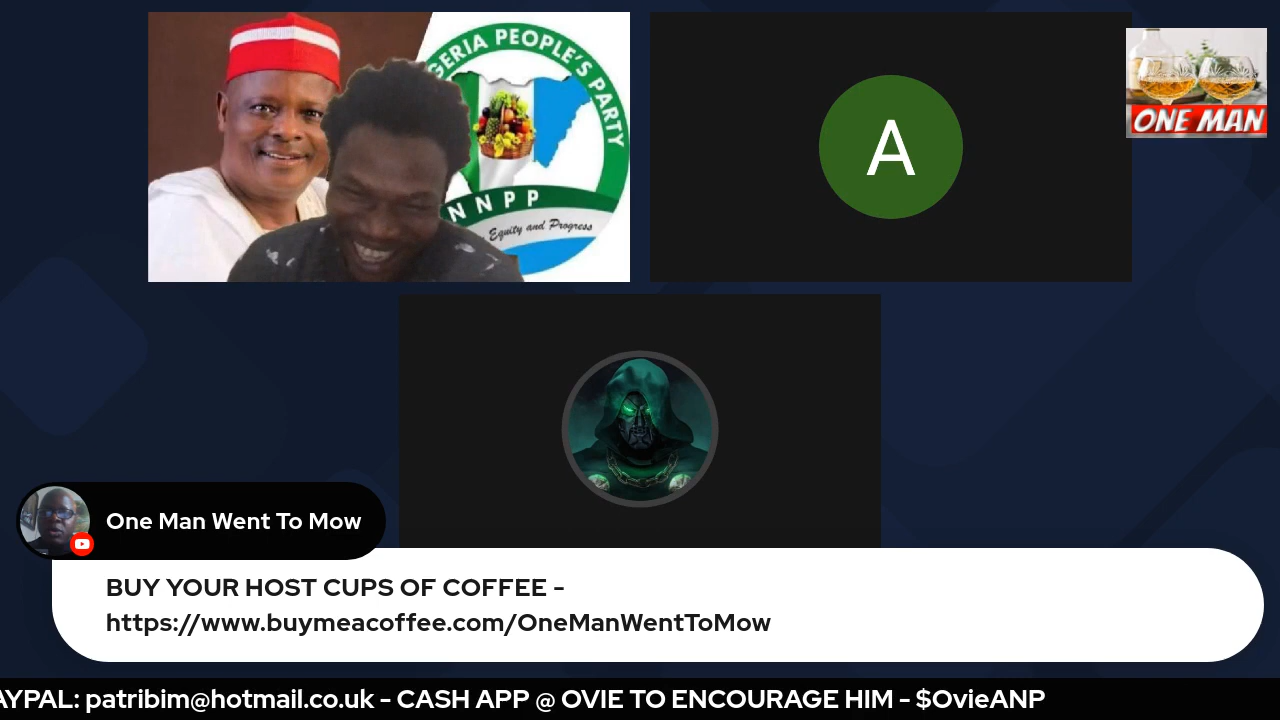 GERIA PEOPLE'S PARTY
NNPP
Equity and Progress
A
ONE MAN
One Man Went To Mow
BUY YOUR HOST CUPS OF COFFEE -
https://www.buymeacoffee.com/OneManWentToMow
AYPAL: patribim@hotmail.co.uk - CASH APP @ OVIE TO ENCOURAGE HIM - $OvieANP